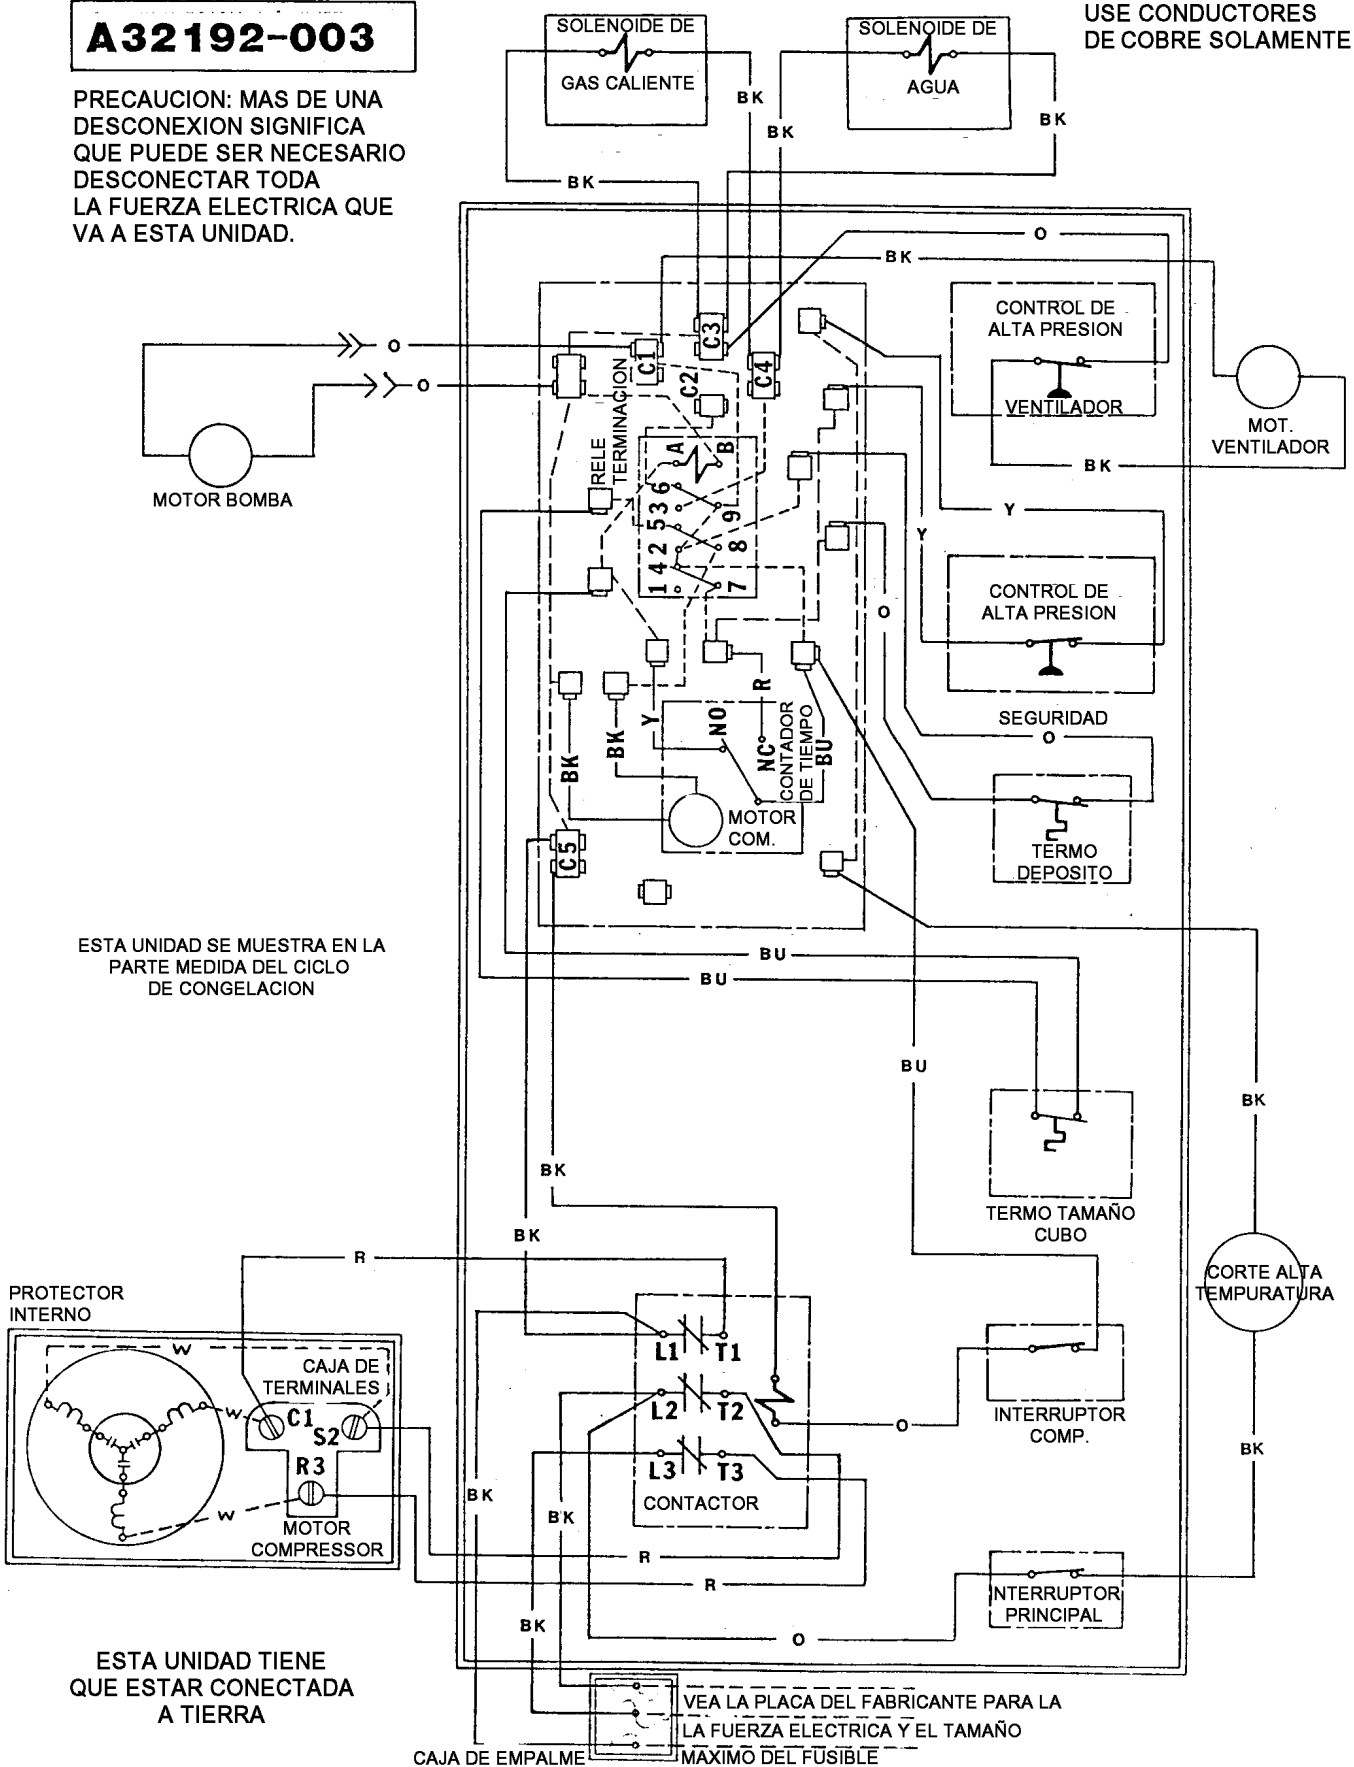 A32192-003
USE CONDUCTORES
DE COBRE SOLAMENTE
PRECAUCION: MAS DE UNA
DESCONEXION SIGNIFICA
QUE PUEDE SER NECESARIO
DESCONECTAR TODA
LA FUERZA ELECTRICA QUE
VA A ESTA UNIDAD.
SOLENOIDE DE
GAS CALIENTE
SOLENOIDE DE
AGUA
BK
BK
BK
BK
O
BK
CONTROL DE
ALTA PRESION
VENTILADOR
MOT.
VENTILADOR
BK
O
O
MOTOR BOMBA
C1
C2
C3
C4
RELE
TERMINACION
A
B
6
3
5
2
4
1
9
8
7
Y
Y
O
CONTROL DE
ALTA PRESION
SEGURIDAD
O
BK
BK
Y
NO
R
NC
CONTADOR
DE TIEMPO
BU
MOTOR
COM.
C5
TERMO
DEPOSITO
ESTA UNIDAD SE MUESTRA EN LA
PARTE MEDIDA DEL CICLO
DE CONGELACION
BU
BU
BU
BK
TERMO TAMAÑO
CUBO
BK
BK
R
CORTE ALTA
TEMPURATURA
PROTECTOR
INTERNO
W
CAJA DE
TERMINALES
W
C1
S2
R3
W
MOTOR
COMPRESSOR
L1
T1
L2
T2
L3
T3
CONTACTOR
O
INTERRUPTOR
COMP.
BK
BK
BK
R
R
BK
O
INTERRUPTOR
PRINCIPAL
ESTA UNIDAD TIENE
QUE ESTAR CONECTADA
A TIERRA
VEA LA PLACA DEL FABRICANTE PARA LA
LA FUERZA ELECTRICA Y EL TAMAÑO
MAXIMO DEL FUSIBLE
CAJA DE EMPALME